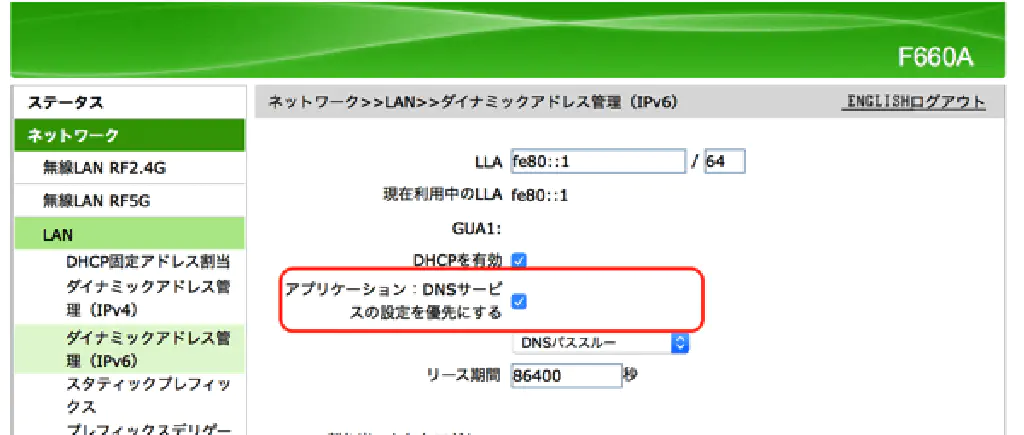 F660A
ステータス
ネットワーク
無線LAN RF2.4G
無線LAN RF5G
LAN
DHCP固定アドレス割当
ダイナミックアドレス管
理（IPv4）
ダイナミックアドレス管
理（IPv6）
スタティックプレフィッ
クス
プレフィックスデリゲー
ネットワーク>>LAN>>ダイナミックアドレス管理（IPv6）
ENGLISHログアウト
LLA fe80::1 / 64
現在利用中のLLA fe80::1
GUA1:
DHCPを有効
アプリケーション：DNSサービ
スの設定を優先にする
DNSパススルー
リース期間 86400 秒